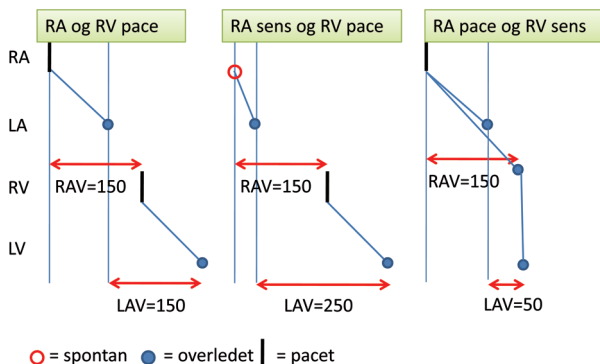 RA og RV pace
RA sens og RV pace
RA pace og RV sens
RA
LA
RAV=150
RAV=150
RAV=150
RV
LV
LAV=150
LAV=250
LAV=50
= spontan = overledet = pacet